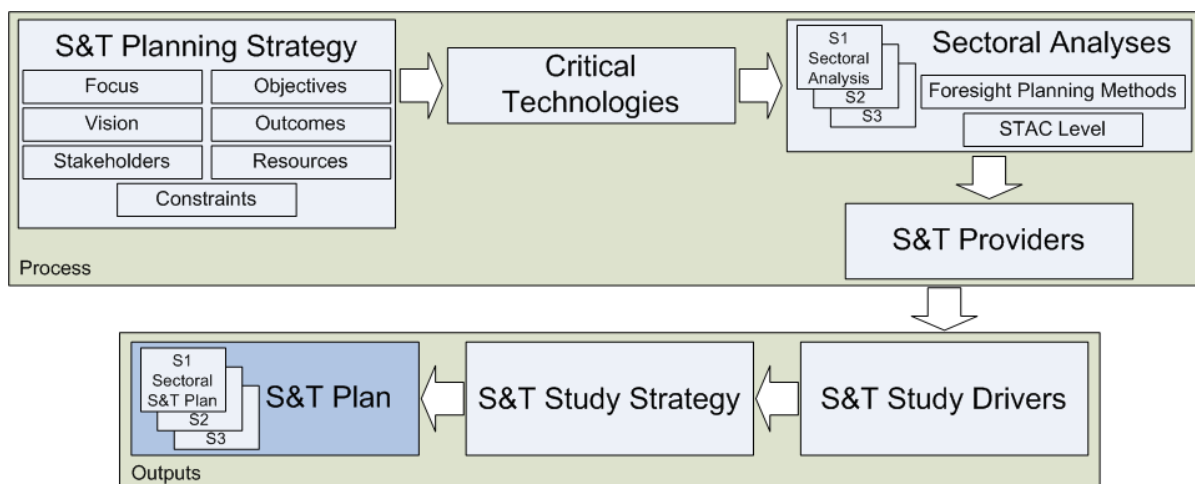 S&T Planning Strategy
Focus
Objectives
Vision
Outcomes
Stakeholders
Resources
Constraints
Critical
Technologies
S1
Sectoral
Analysis
S2
S3
Sectoral Analyses
Foresight Planning Methods
STAC Level
S&T Providers
Process
S1
Sectoral
S&T Plan
S2
S3
S&T Plan
S&T Study Strategy
S&T Study Drivers
Outputs